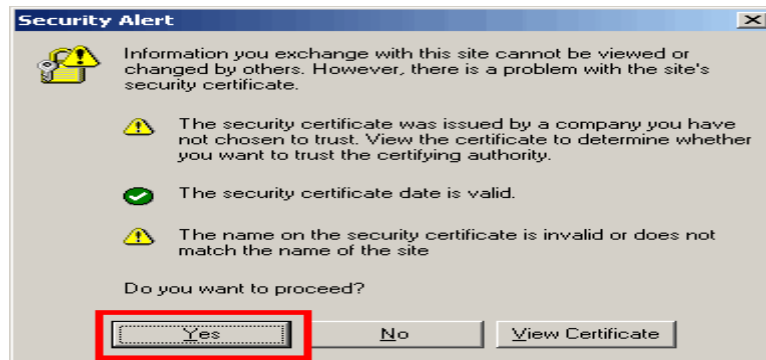 Security Alert
Information you exchange with this site cannot be viewed or
changed by others. However, there is a problem with the site's
security certificate.
The security certificate was issued by a company you have
not chosen to trust. View the certificate to determine whether
you want to trust the certifying authority.
The security certificate date is valid.
The name on the security certificate is invalid or does not
match the name of the site
Do you want to proceed?
Yes No View Certificate